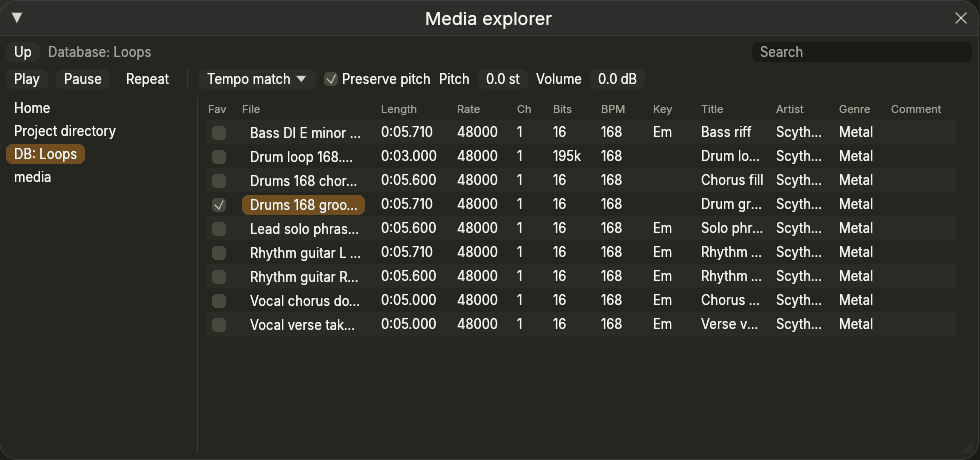 Media explorer
Up Database: Loops Search
Play Pause Repeat Tempo match Preserve pitch Pitch 0.0 st Volume 0.0 dB
Home
Project directory
DB: Loops
media
Fav File Length Rate Ch Bits BPM Key Title Artist Genre Comment
Bass DI E minor ... 0:05.710 48000 1 16 168 Em Bass riff Scyth... Metal
Drum loop 168.... 0:03.000 48000 1 195k 168 Drum lo... Scyth... Metal
Drums 168 chor... 0:05.600 48000 1 16 168 Chorus fill Scyth... Metal
Drums 168 groo... 0:05.710 48000 1 16 168 Drum gr... Scyth... Metal
Lead solo phras... 0:05.600 48000 1 16 168 Em Solo phr... Scyth... Metal
Rhythm guitar L ... 0:05.710 48000 1 16 168 Em Rhythm ... Scyth... Metal
Rhythm guitar R... 0:05.600 48000 1 16 168 Em Rhythm ... Scyth... Metal
Vocal chorus do... 0:05.000 48000 1 16 168 Em Chorus ... Scyth... Metal
Vocal verse tak... 0:05.000 48000 1 16 168 Em Verse v... Scyth... Metal